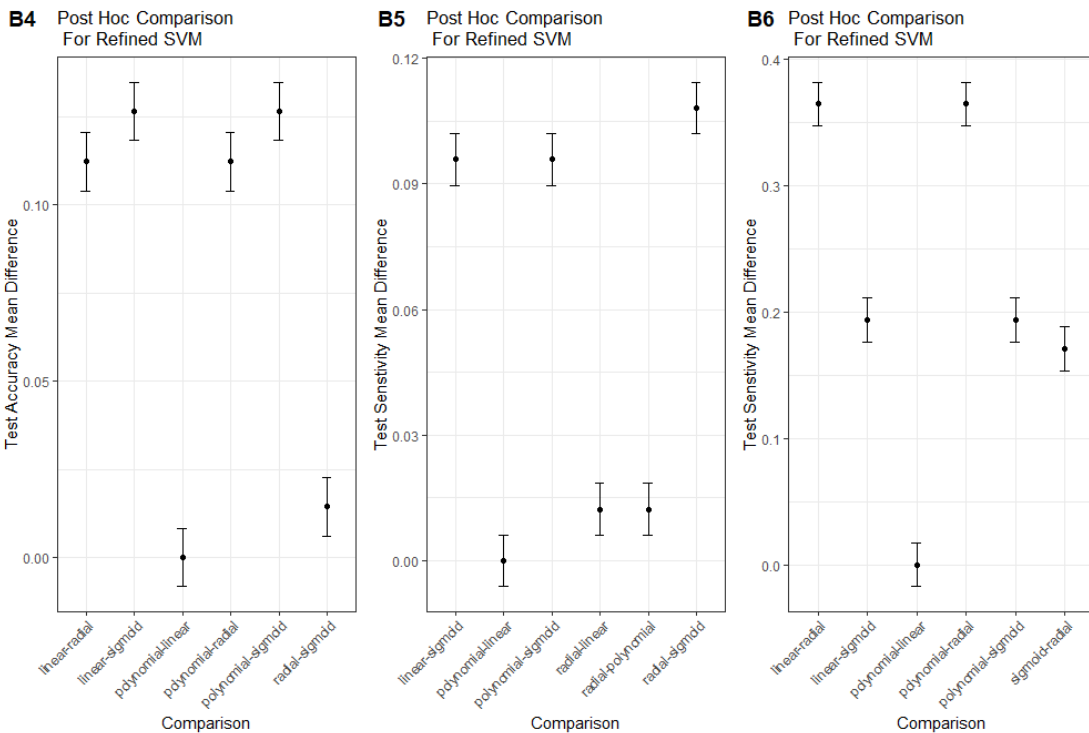 B4 Post Hoc Comparison
For Refined SVM
Test Accuracy Mean Difference
0.10
0.05
0.00
linear-radial
linear-sigmoid
polynomial-linear
polynomial-radial
polynomial-sigmoid
radial-sigmoid
Comparison
B5 Post Hoc Comparison
For Refined SVM
Test Senstivity Mean Difference
0.12
0.09
0.06
0.03
0.00
linear-sigmoid
polynomial-linear
polynomial-sigmoid
radial-linear
radial-polynomial
radial-sigmoid
Comparison
B6 Post Hoc Comparison
For Refined SVM
Test Senstivity Mean Difference
0.4
0.3
0.2
0.1
0.0
linear-radial
linear-sigmoid
polynomial-linear
polynomial-radial
polynomial-sigmoid
sigmoid-radial
Comparison